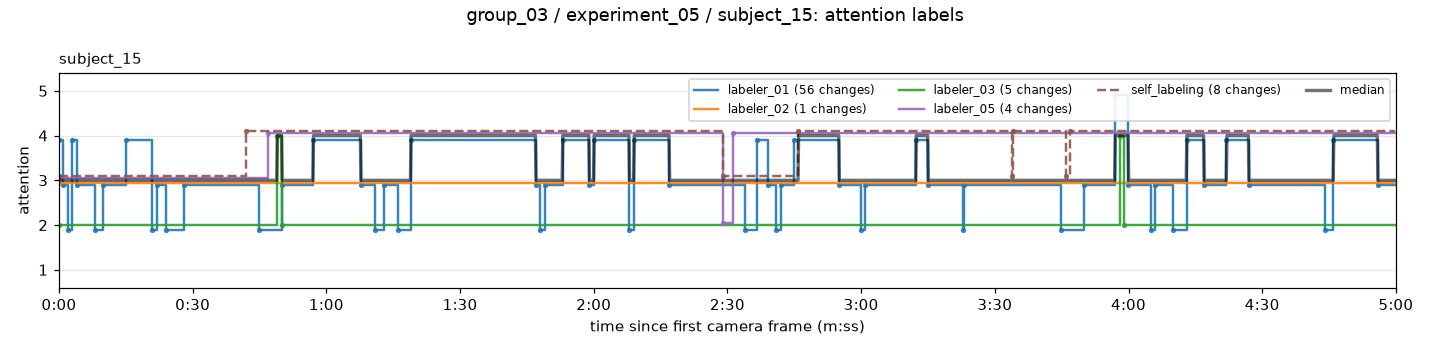 group_03 / experiment_05 / subject_15: attention labels
subject_15
labeler_01 (56 changes)
labeler_02 (1 changes)
labeler_03 (5 changes)
labeler_05 (4 changes)
self_labeling (8 changes)
median
attention
5
4
3
2
1
0:00 0:30 1:00 1:30 2:00 2:30 3:00 3:30 4:00 4:30 5:00
time since first camera frame (m:ss)